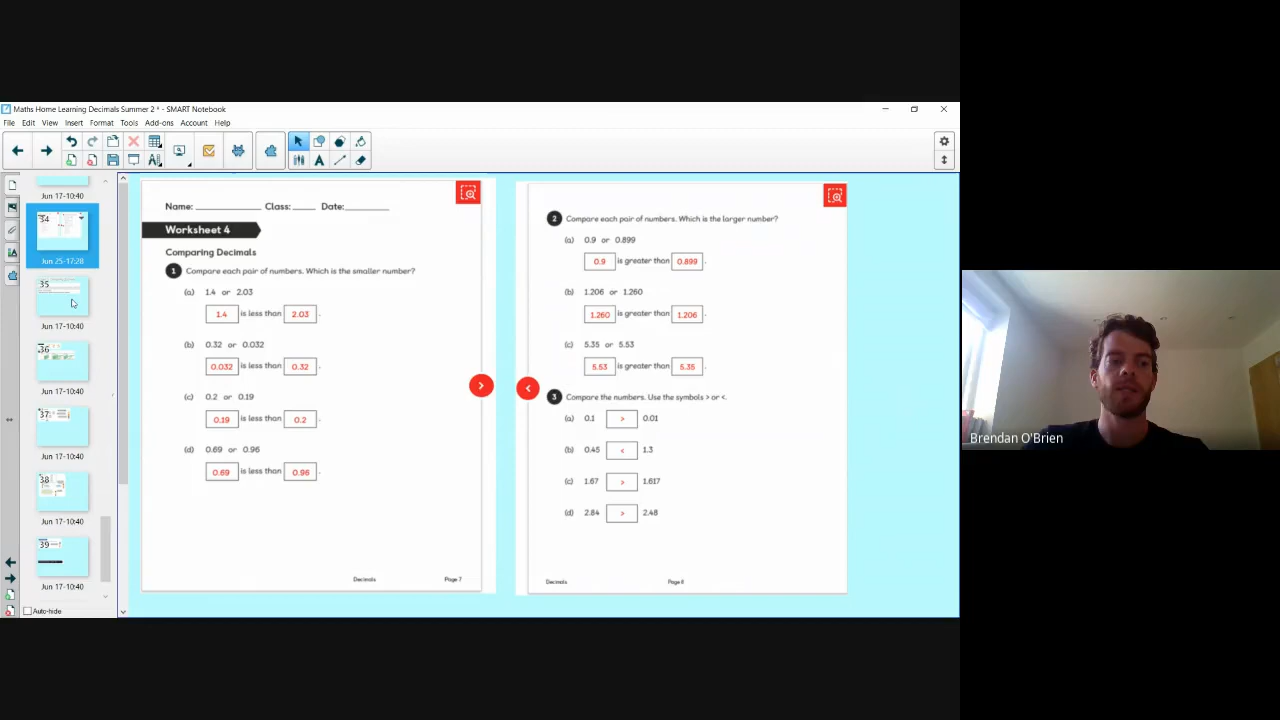 Maths Home Learning Decimals Summer 2 * - SMART Notebook
File Edit View Insert Format Tools Add-ons Account Help
Jun 17-10:40
34
Jun 25-17:28
35
Jun 17-10:40
36
Jun 17-10:40
37
Jun 17-10:40
38
Jun 17-10:40
39
Jun 17-10:40
Auto-hide
Name: Class: Date:
Worksheet 4
Comparing Decimals
1 Compare each pair of numbers. Which is the smaller number?
(a) 1.4 or 2.03
1.4 is less than 2.03 .
(b) 0.32 or 0.032
0.032 is less than 0.32 .
(c) 0.2 or 0.19
0.19 is less than 0.2 .
(d) 0.69 or 0.96
0.69 is less than 0.96 .
Decimals Page 7
2 Compare each pair of numbers. Which is the larger number?
(a) 0.9 or 0.899
0.9 is greater than 0.899 .
(b) 1.206 or 1.260
1.260 is greater than 1.206 .
(c) 5.35 or 5.53
5.53 is greater than 5.35 .
3 Compare the numbers. Use the symbols > or <.
(a) 0.1 > 0.01
(b) 0.45 < 1.3
(c) 1.67 > 1.617
(d) 2.84 > 2.48
Decimals Page 8
Brendan O'Brien